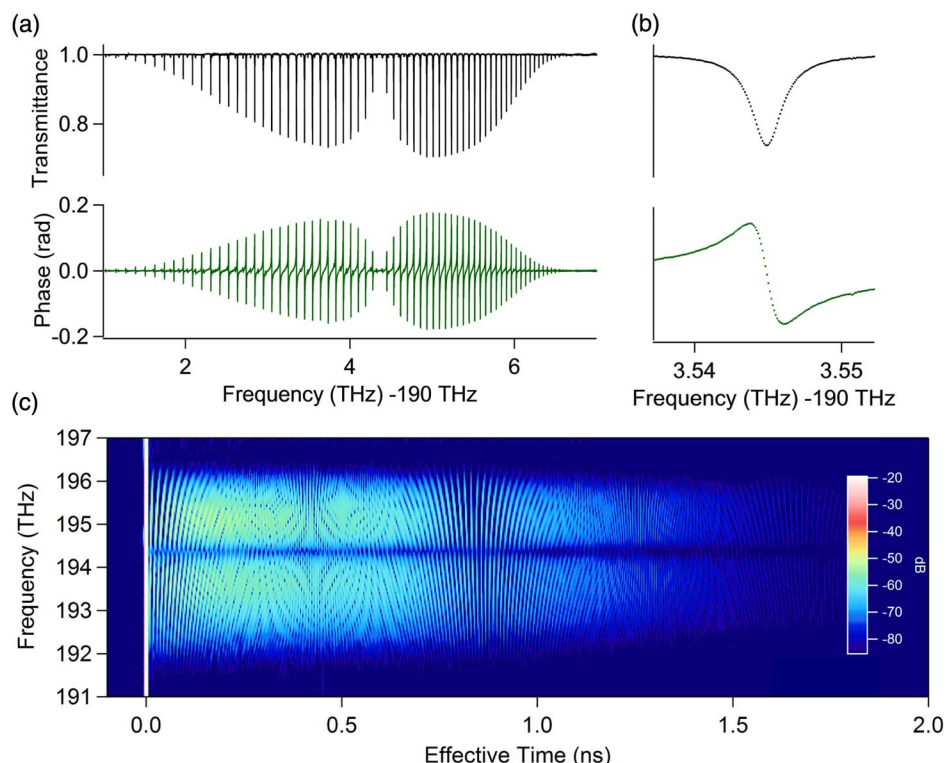 (a)
(b)
1.0
0.8
Transmittance
0.2
0.0
-0.2
Phase (rad)
2 4 6
Frequency (THz) -190 THz
3.54 3.55
Frequency (THz) -190 THz
(c)
197
196
195
194
193
192
191
Frequency (THz)
-20
-30
-40
-50
-60
-70
-80
dB
0.0 0.5 1.0 1.5 2.0
Effective Time (ns)